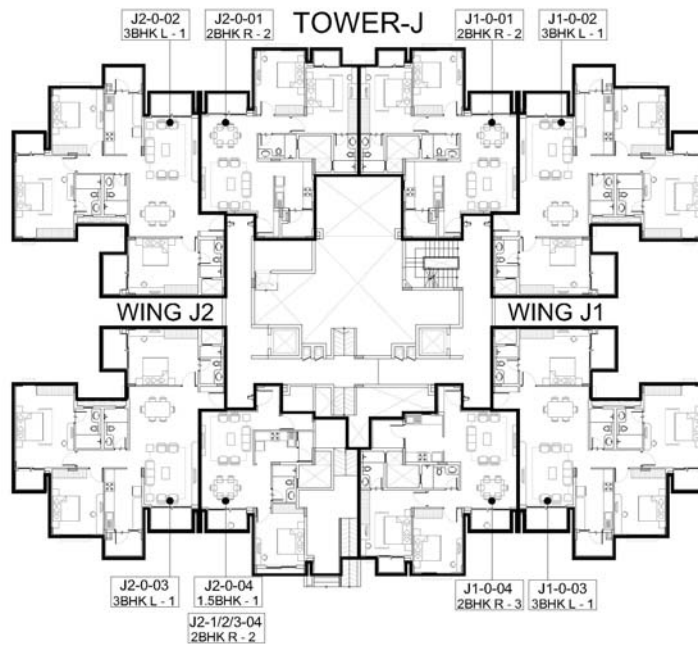 TOWER-J
J2-0-02
3BHK L - 1
J2-0-01
2BHK R - 2
J1-0-01
2BHK R - 2
J1-0-02
3BHK L - 1
WING J2
WING J1
J2-0-03
3BHK L - 1
J2-0-04
1.5BHK - 1
J2-1/2/3-04
2BHK R - 2
J1-0-04
2BHK R - 3
J1-0-03
3BHK L - 1